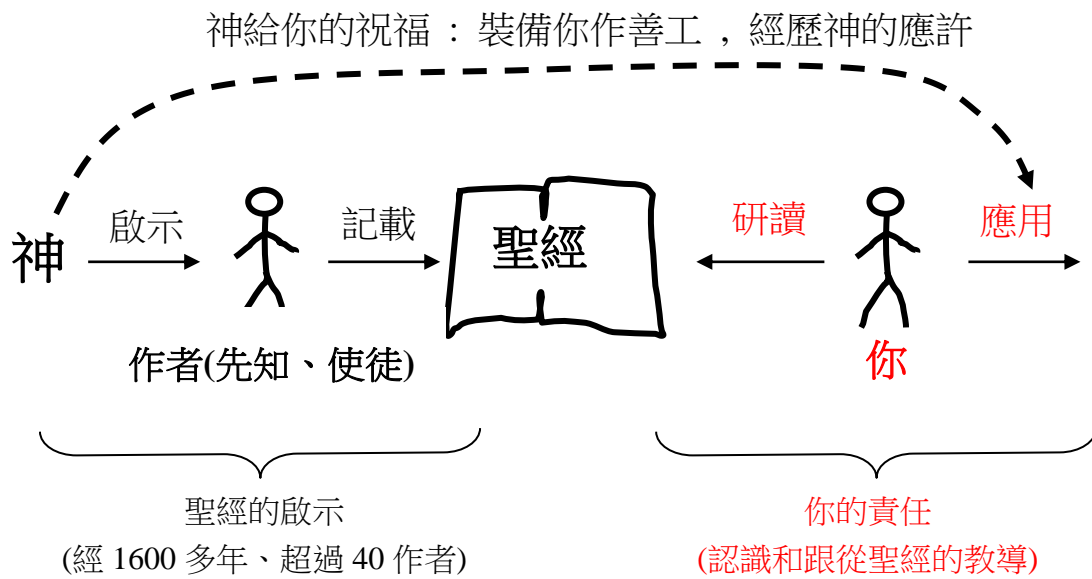 神給你的祝福 : 裝備你作善工 , 經歷神的應許
神
啟示
記載
聖經
研讀
應用
作者(先知、使徒)
你
聖經的啟示
(經 1600 多年、超過 40 作者)
你的責任
(認識和跟從聖經的教導)